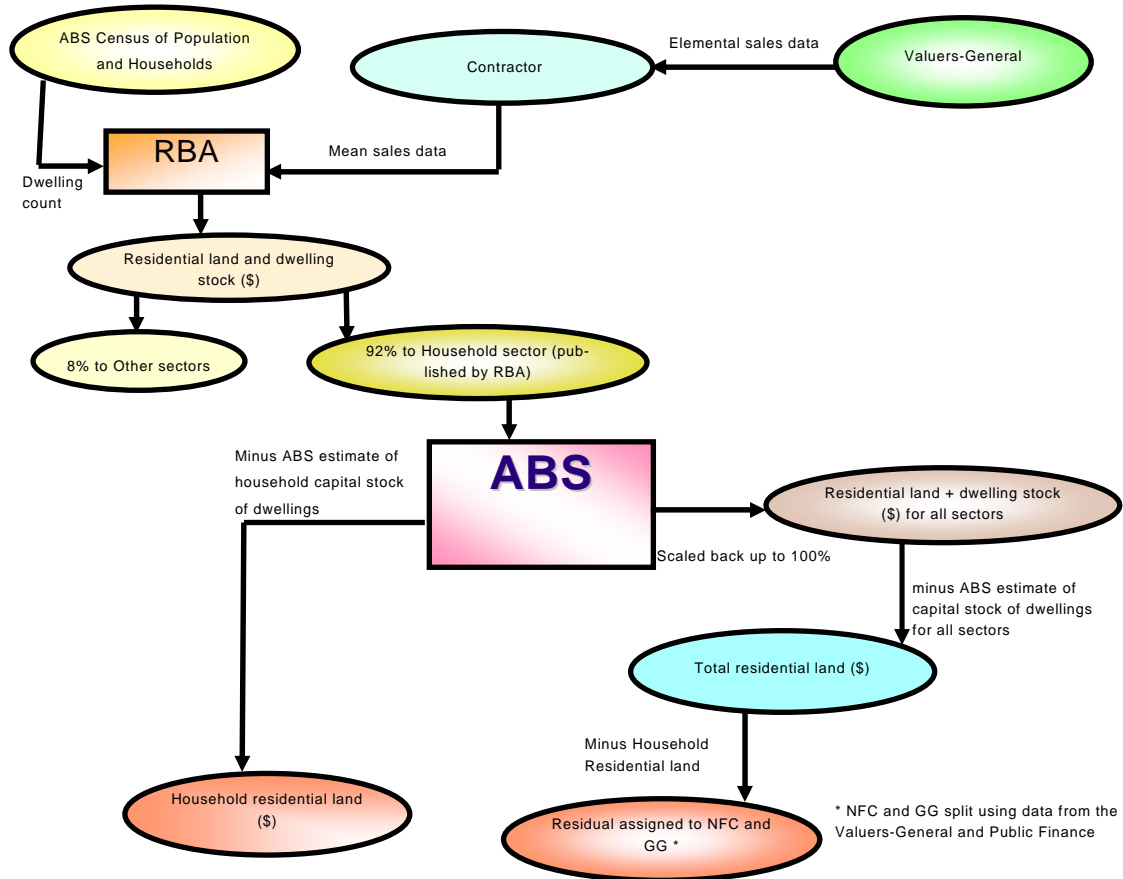 ABS Census of Population
and Households
Contractor
Elemental sales data
Valuers-General
RBA
Mean sales data
Dwelling
count
Residential land and dwelling
stock ($)
8% to Other sectors
92% to Household sector (pub-
lished by RBA)
Minus ABS estimate of
household capital stock
of dwellings
ABS
Residential land + dwelling stock
($) for all sectors
Scaled back up to 100%
minus ABS estimate of
capital stock of dwellings
for all sectors
Total residential land ($)
Minus Household
Residential land
Household residential land
($)
Residual assigned to NFC and
GG *
* NFC and GG split using data from the
Valuers-General and Public Finance